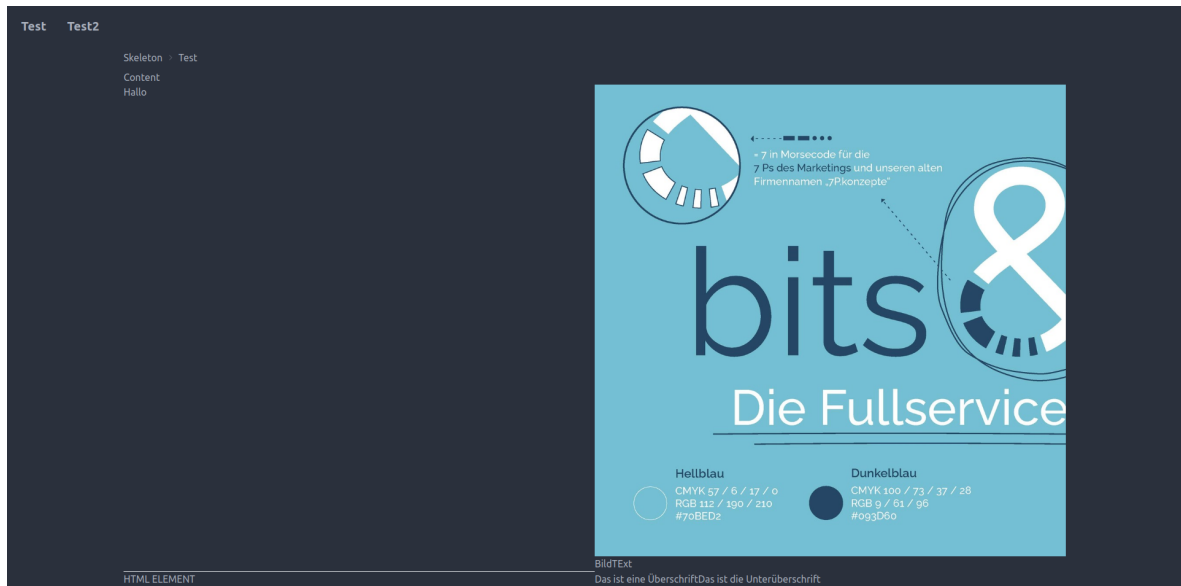 Test Test2
Skeleton > Test
Content
Hallo
= 7 in Morsecode für die
7 Ps des Marketings und unseren alten
Firmennamen „7P.konzepte“
bits &
Die Fullservice
Hellblau
CMYK 57 / 6 / 17 / 0
RGB 112 / 190 / 210
#70BED2
Dunkelblau
CMYK 100 / 73 / 37 / 28
RGB 9 / 61 / 96
#093D60
BildTExt
HTML ELEMENT
Das ist eine ÜberschriftDas ist die Unterüberschrift